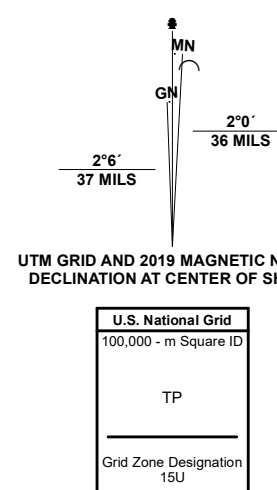 MN
GN
2°0´
36 MILS
2°6´
37 MILS
UTM GRID AND 2019 MAGNETIC N
DECLINATION AT CENTER OF SH
U.S. National Grid
100,000 - m Square ID
TP
Grid Zone Designation
15U